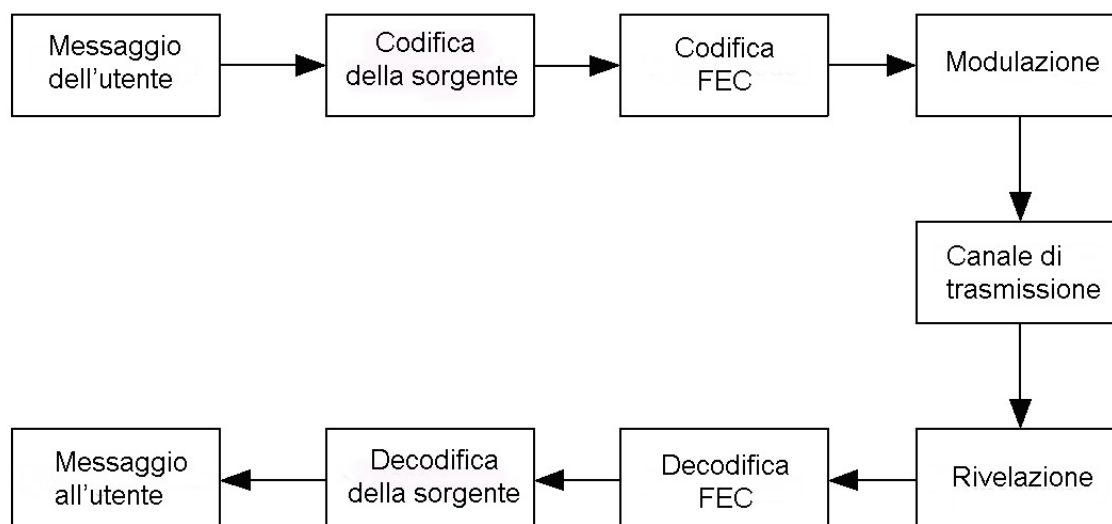 Messaggio
dell'utente
Codifica
della sorgente
Codifica
FEC
Modulazione
Canale di
trasmissione
Rivelazione
Decodifica
FEC
Decodifica
della sorgente
Messaggio
all'utente